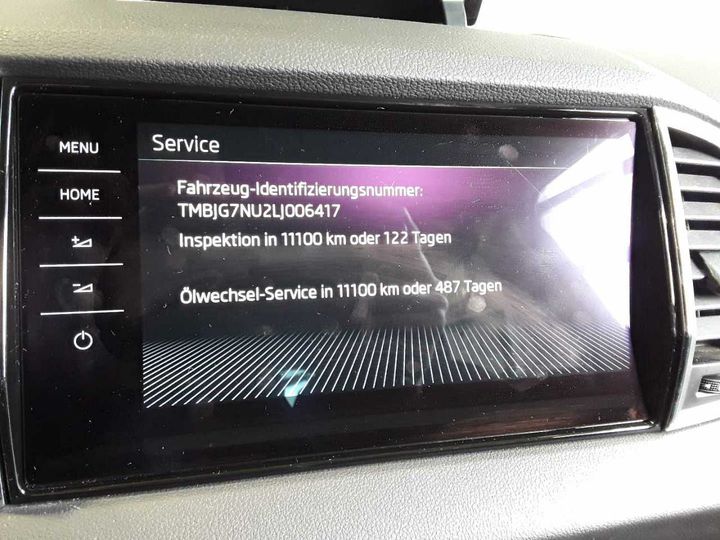 MENU
HOME
Service
Fahrzeug-Identifizierungsnummer:
TMBJG7NU2LJ006417
Inspektion in 11100 km oder 122 Tagen
Ölwechsel-Service in 11100 km oder 487 Tagen